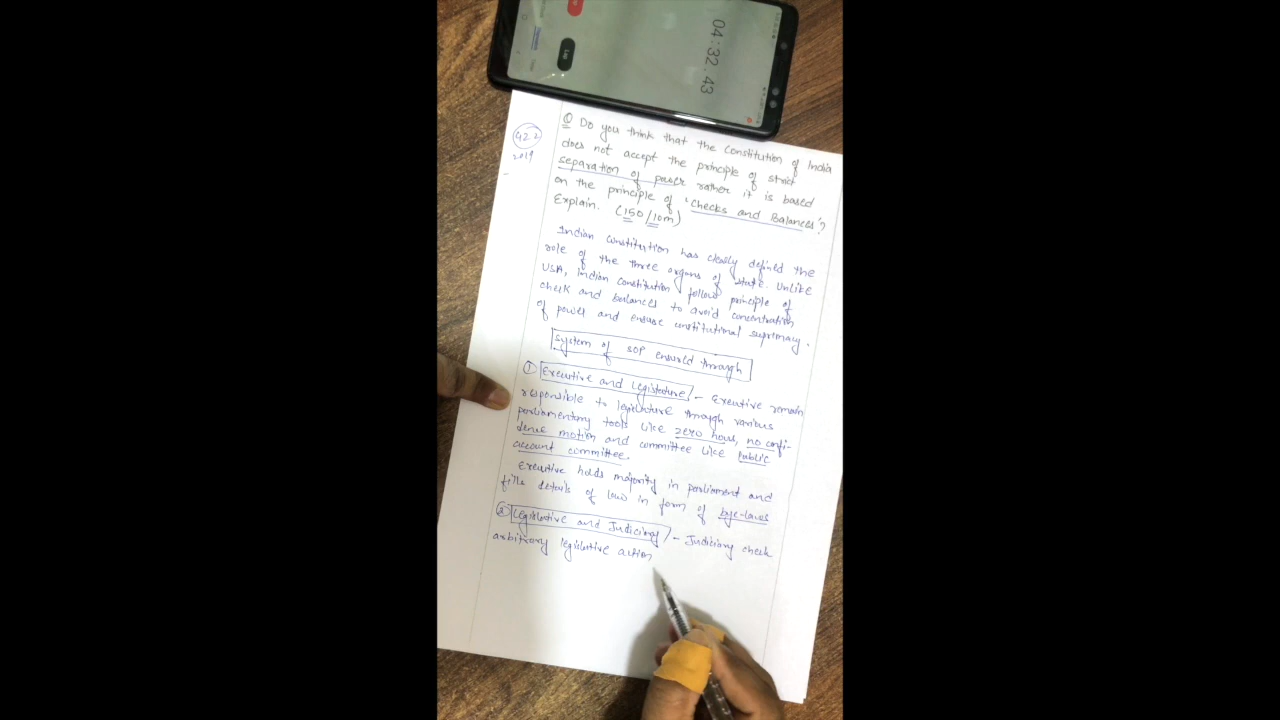 04:32.43
Lap
Q Do you think that the Constitution of India
does not accept the principle of strict
separation of power rather it is based
on the principle of 'Checks and Balances'?
Explain. (150/10m)
GS 2
2019
Indian constitution has clearly defined the
role of the three organs of state. Unlike
USA, Indian constitution follow principle of
check and balances to avoid concentration
of power and ensure constitutional suprimacy.
System of SOP ensured through
① Executive and Legislature - Executive remain
responsible to legislature through various
parliamentary tools like zero hour, no confi-
dence motion and committee like public
account committee.
Executive holds majority in parliament and
fills details of law in form of bye-laws
② Legislative and Judiciary - Judiciary check
arbitrary legislative action